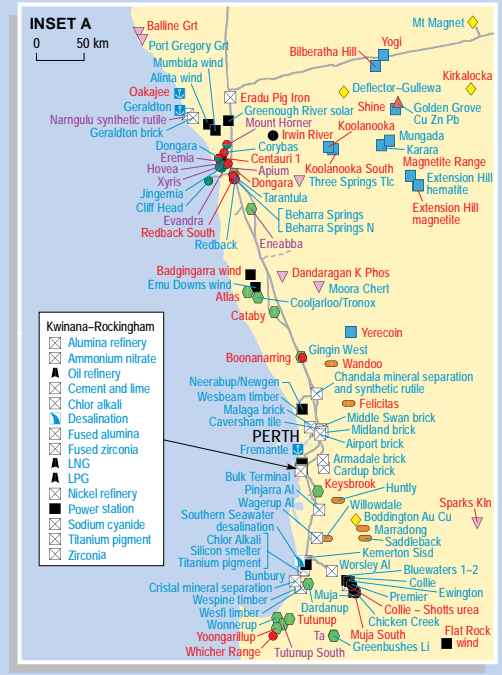 INSET A
0 50 km
Balline Grt
Port Gregory Grt
Mumbida wind
Alinta wind
Oakajee
Geraldton
Narngulu synthetic rutile
Geraldton brick
Eradu Pig Iron
Greenough River solar
Mount Horner
Irwin River
Dongara
Corybas
Eremia
Centauri 1
Hovea
Apium
Xyris
Dongara
Jingemia
Tarantula
Cliff Head
Beharra Springs
Evandra
Beharra Springs N
Redback South
Redback
Eneabba
Mt Magnet
Yogi
Bilberatha Hill
Kirkalocka
Deflector-Gullewa
Shine
Golden Grove
Cu Zn Pb
Koolanooka
Mungada
Karara
Koolanooka South
Magnetite Range
Three Springs Tlc
Extension Hill
hematite
Extension Hill
magnetite
Badgingarra wind
Dandaragan K Phos
Emu Downs wind
Moora Chert
Atlas
Cooljarloo/Tronox
Cataby
Yerecoin
Gingin West
Boonanarring
Wandoo
Kwinana–Rockingham
Alumina refinery
Ammonium nitrate
Oil refinery
Cement and lime
Chlor alkali
Desalination
Fused alumina
Fused zirconia
LNG
LPG
Nickel refinery
Power station
Sodium cyanide
Titanium pigment
Zirconia
Neerabup/Newgen
Chandala mineral separation
and synthetic rutile
Wesbeam timber
Felicitas
Malaga brick
Middle Swan brick
Caversham tile
Midland brick
PERTH
Airport brick
Fremantle
Armadale brick
Cardup brick
Bulk Terminal
Keysbrook
Pinjarra Al
Huntly
Wagerup Al
Willowdale
Sparks Kln
Southern Seawater
desalination
Boddington Au Cu
Marradong
Saddleback
Chlor Alkali
Silicon smelter
Titanium pigment
Kemerton Sisd
Worsley Al
Bluewaters 1–2
Bunbury
Collie
Cristal mineral separation
Muja
Ewington
Wespine timber
Premier
Dardanup
Collie – Shotts urea
Wesfi timber
Chicken Creek
Wonnerup
Tutunup
Yoongarillup
Ta
Muja South
Flat Rock
wind
Whicher Range
Greenbushes Li
Tutunup South